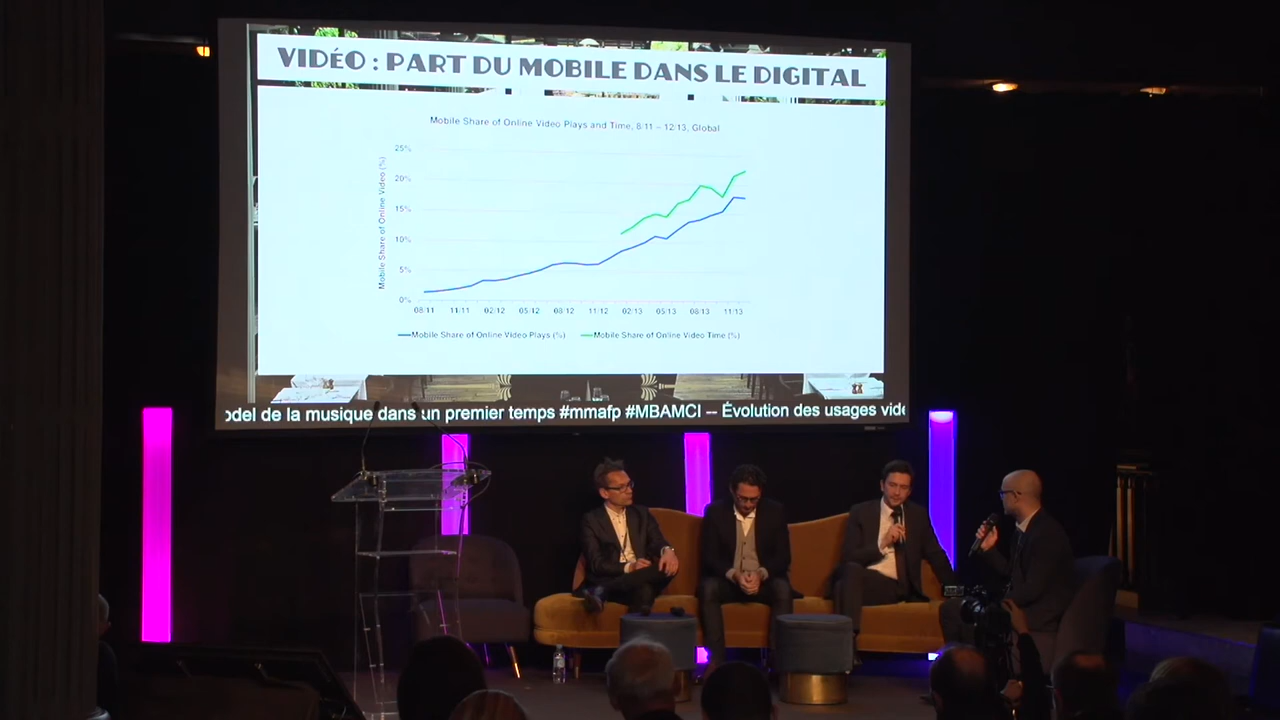 VIDÉO : PART DU MOBILE DANS LE DIGITAL
Mobile Share of Online Video Plays and Time, 8/11 – 12/13, Global
Mobile Share of Online Video (%)
25%
20%
15%
10%
5%
0%
08/11 11/11 02/12 05/12 08/12 11/12 02/13 05/13 08/13 11/13
Mobile Share of Online Video Plays (%) Mobile Share of Online Video Time (%)
odel de la musique dans un premier temps #mmafp #MBAMCI -- Évolution des usages vidé